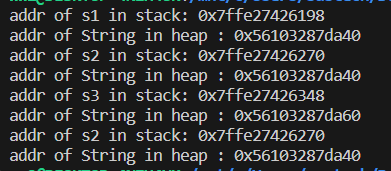 addr of s1 in stack: 0x7ffe27426198
addr of String in heap : 0x56103287da40
addr of s2 in stack: 0x7ffe27426270
addr of String in heap : 0x56103287da40
addr of s3 in stack: 0x7ffe27426348
addr of String in heap : 0x56103287da60
addr of s2 in stack: 0x7ffe27426270
addr of String in heap : 0x56103287da40